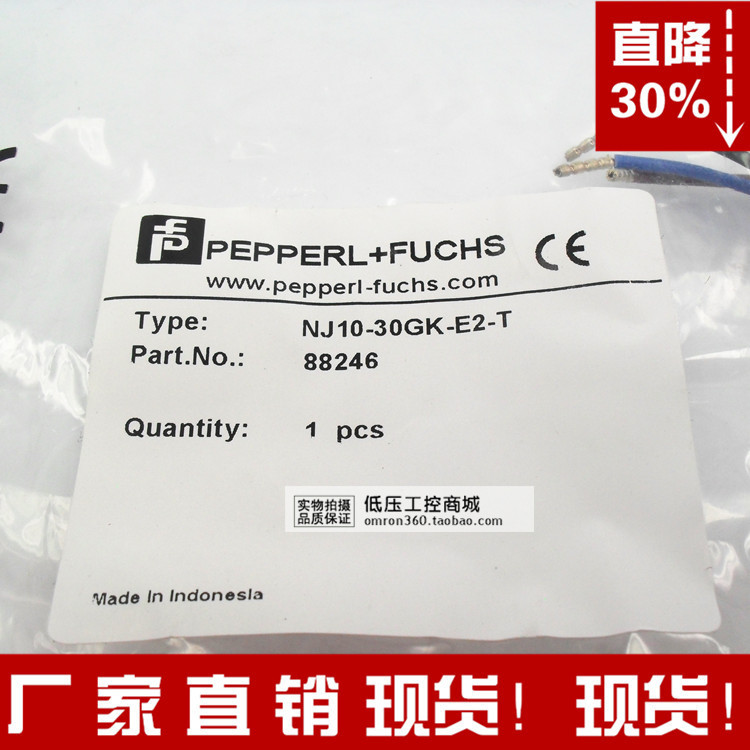 直降
30%
PEPPERL+FUCHS CE
www.pepperl-fuchs.com
Type: NJ10-30GK-E2-T
Part.No.: 88246
Quantity: 1 pcs
实物拍摄
品质保证
低压工控商城
omron360.taobao.com
Made In Indonesia
厂家直销 现货！ 现货！